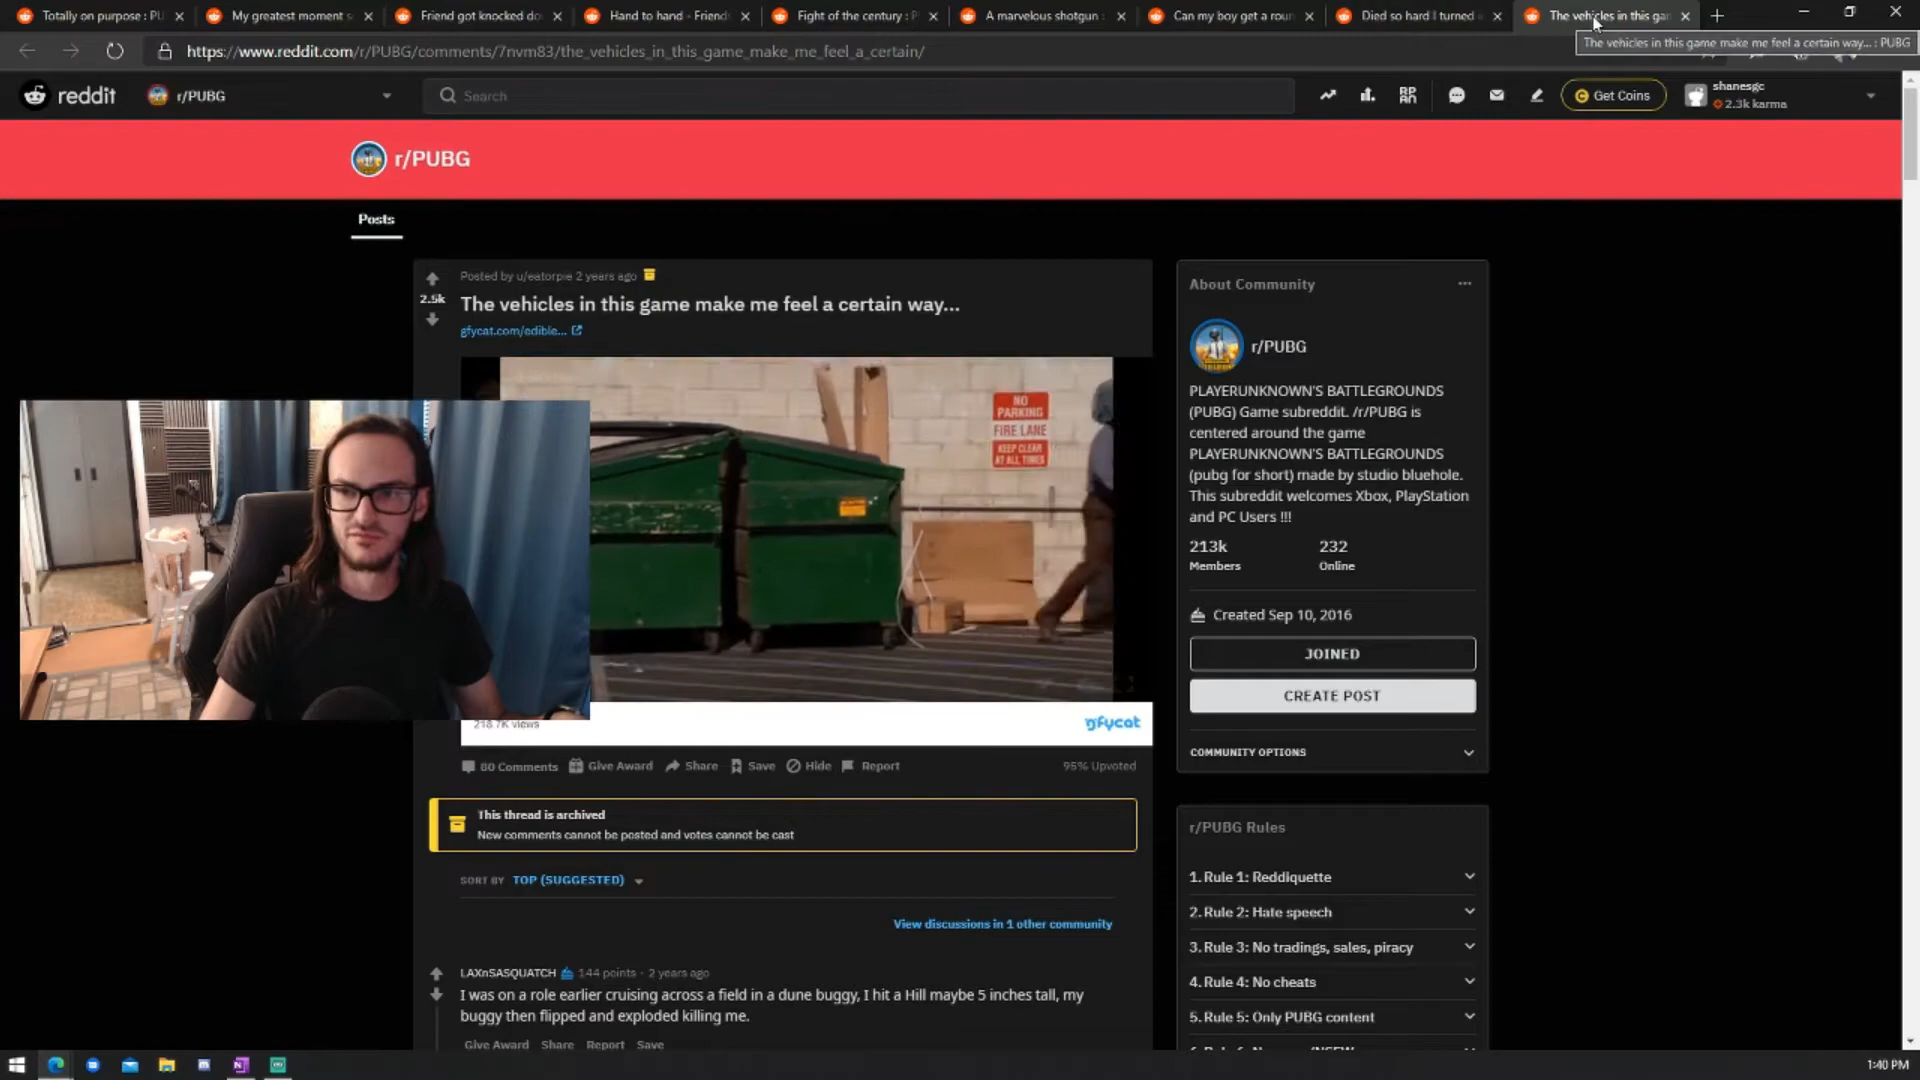 Totally on purpose : PU
My greatest moment s
Friend got knocked do
Hand to hand - Friend
Fight of the century : P
A marvelous shotgun :
Can my boy get a roun
Died so hard I turned i
The vehicles in this gam
https://www.reddit.com/r/PUBG/comments/7nvm83/the_vehicles_in_this_game_make_me_feel_a_certain/
The vehicles in this game make me feel a certain way... : PUBG
reddit
r/PUBG
Search
RPAN
Get Coins
shanesgc
2.3k karma
r/PUBG
Posts
Posted by u/eatorpie 2 years ago
2.5k
The vehicles in this game make me feel a certain way...
gfycat.com/edible...
NO
PARKING
FIRE LANE
KEEP CLEAR
AT ALL TIMES
218.7K views
gfycat
80 Comments
Give Award
Share
Save
Hide
Report
95% Upvoted
This thread is archived
New comments cannot be posted and votes cannot be cast
SORT BY TOP (SUGGESTED)
View discussions in 1 other community
LAXnSASQUATCH 144 points · 2 years ago
I was on a role earlier cruising across a field in a dune buggy, I hit a Hill maybe 5 inches tall, my
buggy then flipped and exploded killing me.
Give Award Share Report Save
About Community
r/PUBG
PLAYERUNKNOWN'S BATTLEGROUNDS
(PUBG) Game subreddit. /r/PUBG is
centered around the game
PLAYERUNKNOWN'S BATTLEGROUNDS
(pubg for short) made by studio bluehole.
This subreddit welcomes Xbox, PlayStation
and PC Users !!!
213k
Members
232
Online
Created Sep 10, 2016
JOINED
CREATE POST
COMMUNITY OPTIONS
r/PUBG Rules
1. Rule 1: Reddiquette
2. Rule 2: Hate speech
3. Rule 3: No tradings, sales, piracy
4. Rule 4: No cheats
5. Rule 5: Only PUBG content
1:40 PM